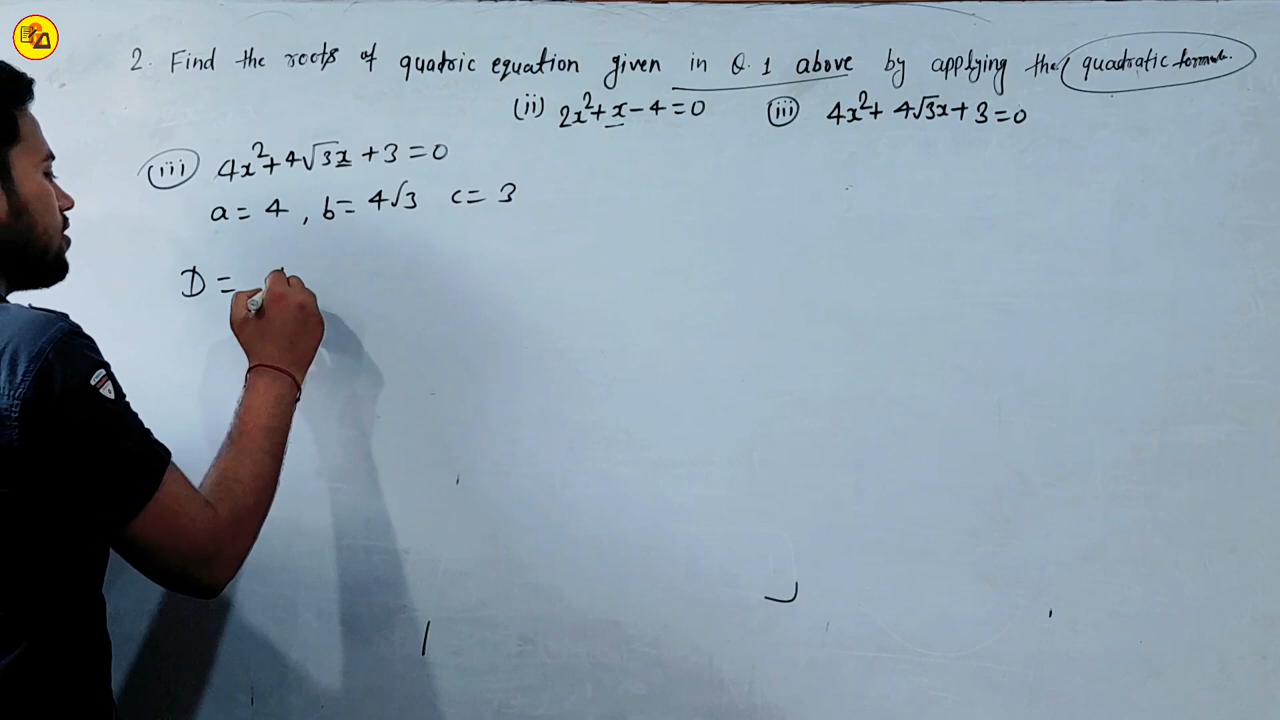 2. Find the roots of quadric equation given in Q.1 above by applying the quadratic formula.
(ii) 2x²+x-4=0 (iii) 4x²+4√3x+3=0
(iii) 4x²+4√3x+3=0
a=4, b=4√3 c=3
D=